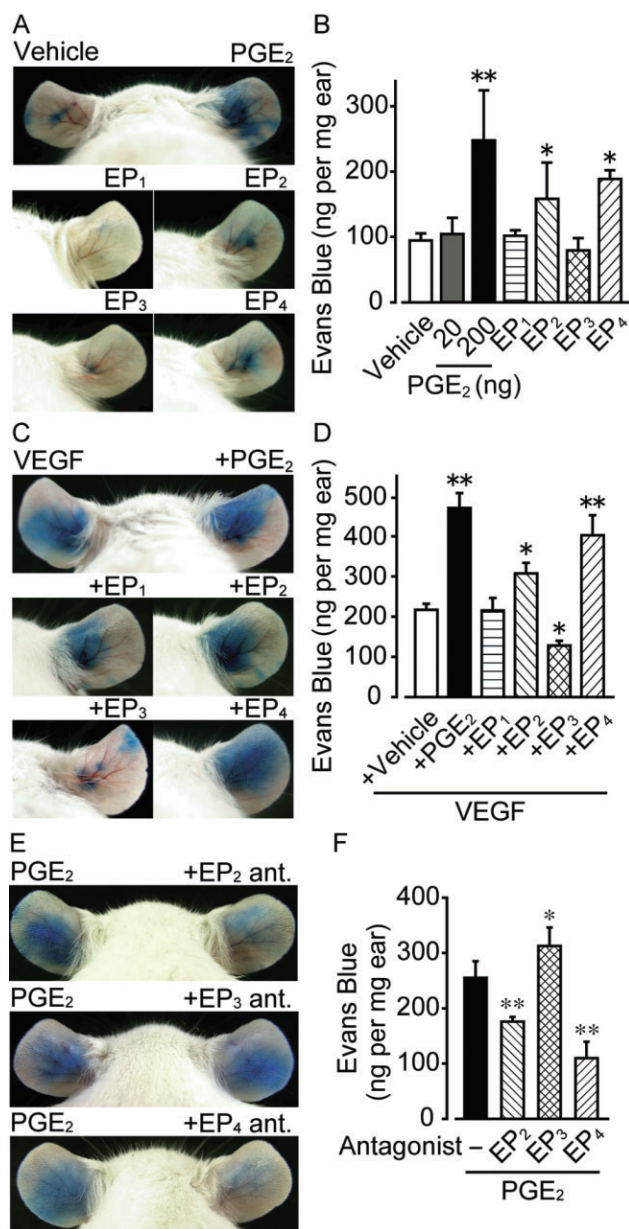 A
Vehicle PGE₂
EP₁ EP₂
EP₃ EP₄
B
Evans Blue (ng per mg ear)
300
200
100
0
** * *
Vehicle 20 200 EP₁ EP₂ EP₃ EP₄
PGE₂ (ng)
C
VEGF +PGE₂
+EP₁ +EP₂
+EP₃ +EP₄
D
Evans Blue (ng per mg ear)
500
400
300
200
100
0
** * * **
+Vehicle +PGE₂ +EP₁ +EP₂ +EP₃ +EP₄
VEGF
E
PGE₂ +EP₂ ant.
PGE₂ +EP₃ ant.
PGE₂ +EP₄ ant.
F
Evans Blue
(ng per mg ear)
400
300
200
100
0
** * **
Antagonist – EP₂ EP₃ EP₄
PGE₂